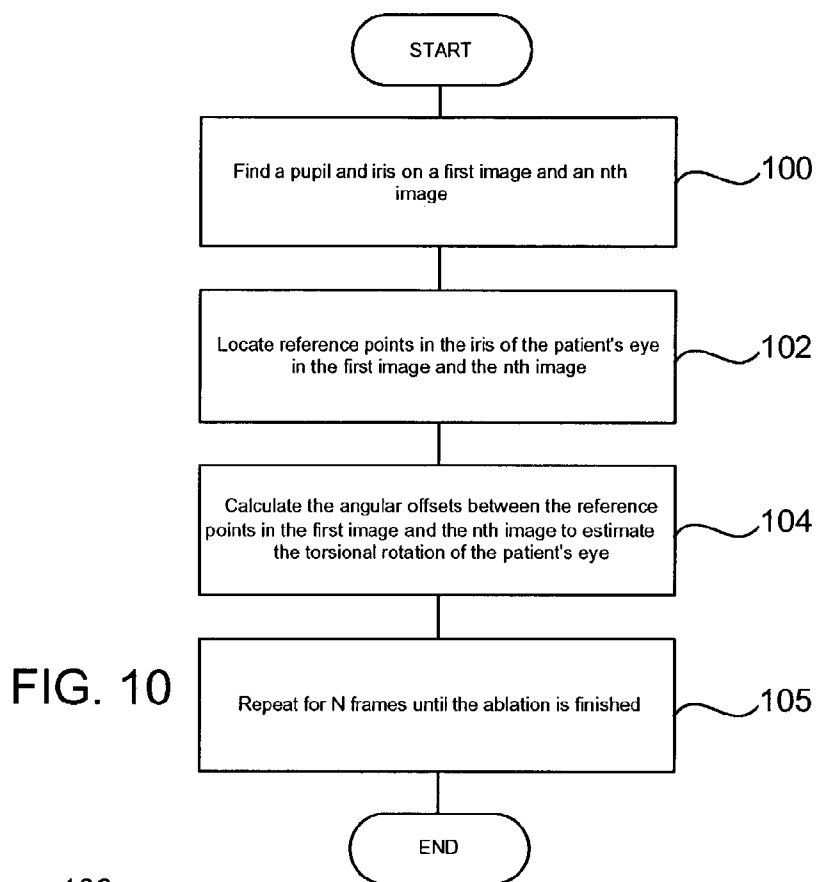 START
Find a pupil and iris on a first image and an nth
image
100
Locate reference points in the iris of the patient's eye
in the first image and the nth image
102
Calculate the angular offsets between the reference
points in the first image and the nth image to estimate
the torsional rotation of the patient's eye
104
FIG. 10
Repeat for N frames until the ablation is finished
105
END